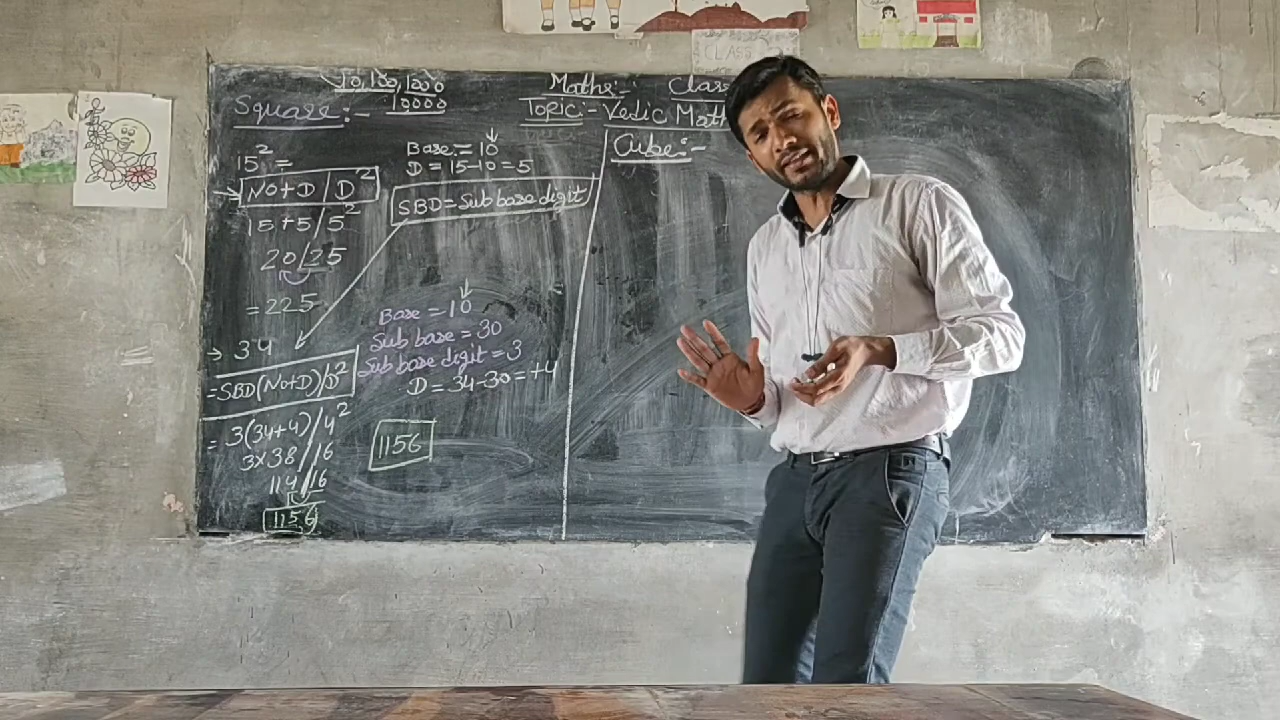 CLASS
10,100,1000
10000
Maths:- Class
Topic:- Vedic Math
Square:-
15² =
Base:= 10
D = 15-10 = 5
→ NO+D / D²
SBD = Sub base digit
15+5/5²
20/25
= 225
→ 34
Base = 10
Sub base = 30
Sub base digit = 3
D = 34-30 = +4
= SBD(No+D)/D²
= 3(34+4)/4²
3×38/16
114/16
1156
1156
Cube:-